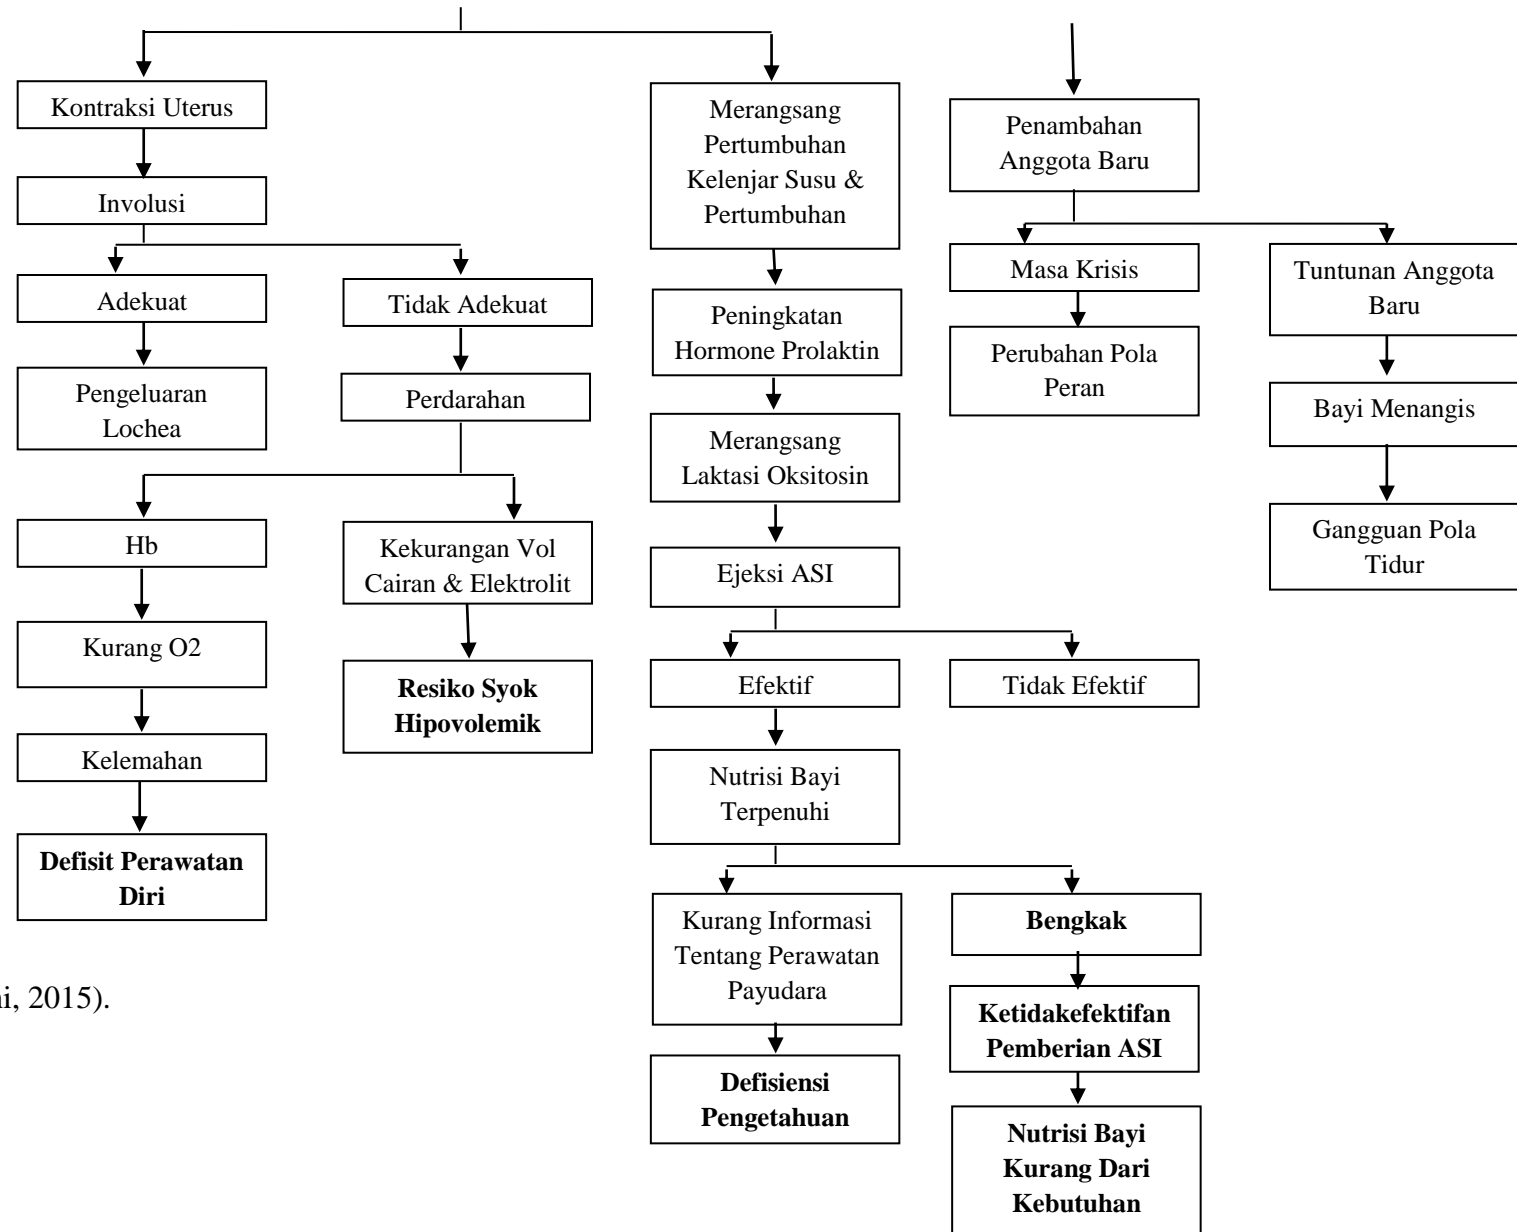 Kontraksi Uterus
Involusi
Adekuat
Tidak Adekuat
Pengeluaran
Lochea
Perdarahan
Hb
Kekurangan Vol
Cairan & Elektrolit
Kurang O2
Resiko Syok
Hipovolemik
Kelemahan
Defisit Perawatan
Diri
Merangsang
Pertumbuhan
Kelenjar Susu &
Pertumbuhan
Peningkatan
Hormone Prolaktin
Merangsang
Laktasi Oksitosin
Ejeksi ASI
Efektif
Tidak Efektif
Nutrisi Bayi
Terpenuhi
Kurang Informasi
Tentang Perawatan
Payudara
Defisiensi
Pengetahuan
Bengkak
Ketidakefektifan
Pemberian ASI
Nutrisi Bayi
Kurang Dari
Kebutuhan
Penambahan
Anggota Baru
Masa Krisis
Perubahan Pola
Peran
Tuntunan Anggota
Baru
Bayi Menangis
Gangguan Pola
Tidur
2015).